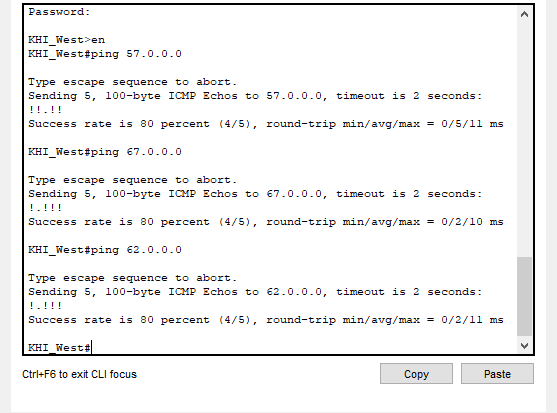 Password:
KHI_West>en
KHI_West#ping 57.0.0.0
Type escape sequence to abort.
Sending 5, 100-byte ICMP Echos to 57.0.0.0, timeout is 2 seconds:
!!.!!
Success rate is 80 percent (4/5), round-trip min/avg/max = 0/5/11 ms
KHI_West#ping 67.0.0.0
Type escape sequence to abort.
Sending 5, 100-byte ICMP Echos to 67.0.0.0, timeout is 2 seconds:
!.!!!
Success rate is 80 percent (4/5), round-trip min/avg/max = 0/2/10 ms
KHI_West#ping 62.0.0.0
Type escape sequence to abort.
Sending 5, 100-byte ICMP Echos to 62.0.0.0, timeout is 2 seconds:
!.!!!
Success rate is 80 percent (4/5), round-trip min/avg/max = 0/2/11 ms
KHI_West#
Ctrl+F6 to exit CLI focus
Copy
Paste